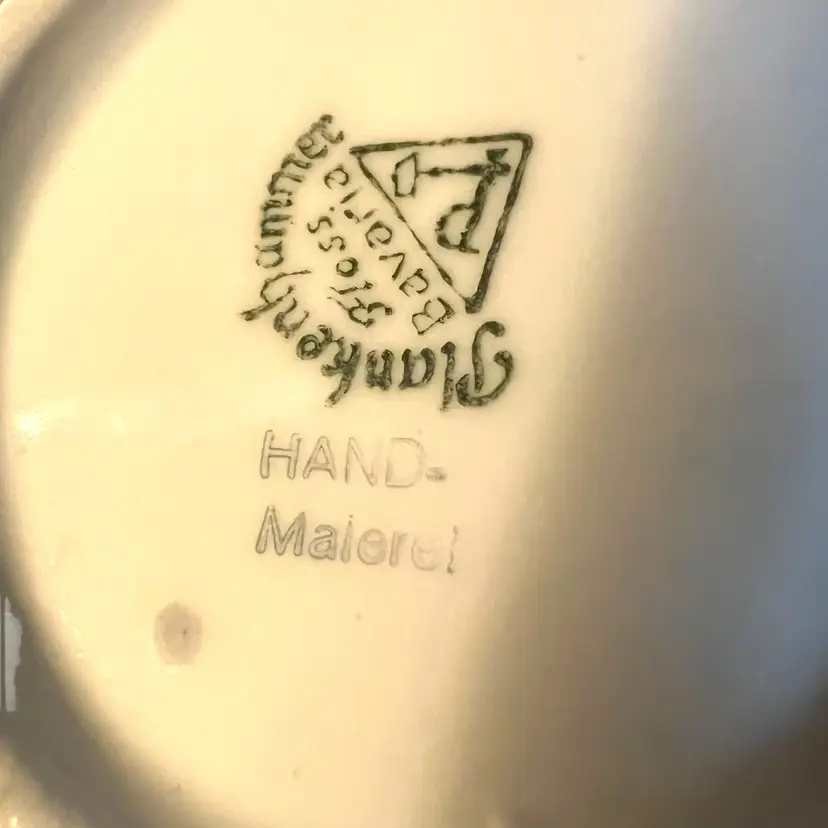 P
Bavaria
Floss
Plankenhammer
HAND-
Malerei